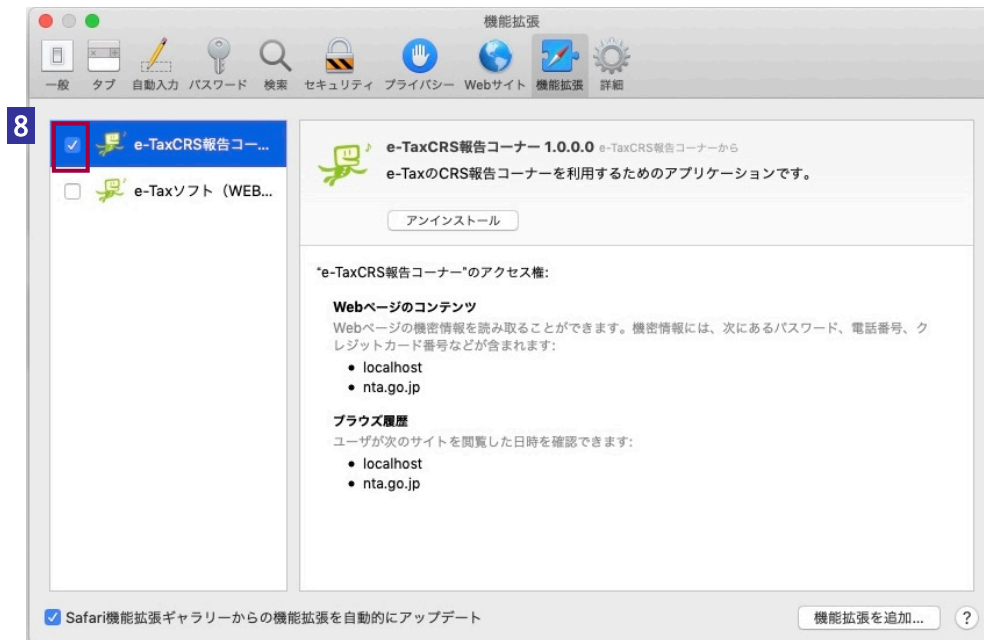 機能拡張
一般 タブ 自動入力 パスワード 検索 セキュリティ プライバシー Webサイト 機能拡張 詳細
8
e-TaxCRS報告コー...
e-Taxソフト（WEB...
e-TaxCRS報告コーナー 1.0.0.0 e-TaxCRS報告コーナーから
e-TaxのCRS報告コーナーを利用するためのアプリケーションです。
アンインストール
“e-TaxCRS報告コーナー”のアクセス権:
Webページのコンテンツ
Webページの機密情報を読み取ることができます。機密情報には、次にあるパスワード、電話番号、ク
レジットカード番号などが含まれます:
• localhost
• nta.go.jp
ブラウズ履歴
ユーザが次のサイトを閲覧した日時を確認できます:
• localhost
• nta.go.jp
Safari機能拡張ギャラリーからの機能拡張を自動的にアップデート
機能拡張を追加... ?